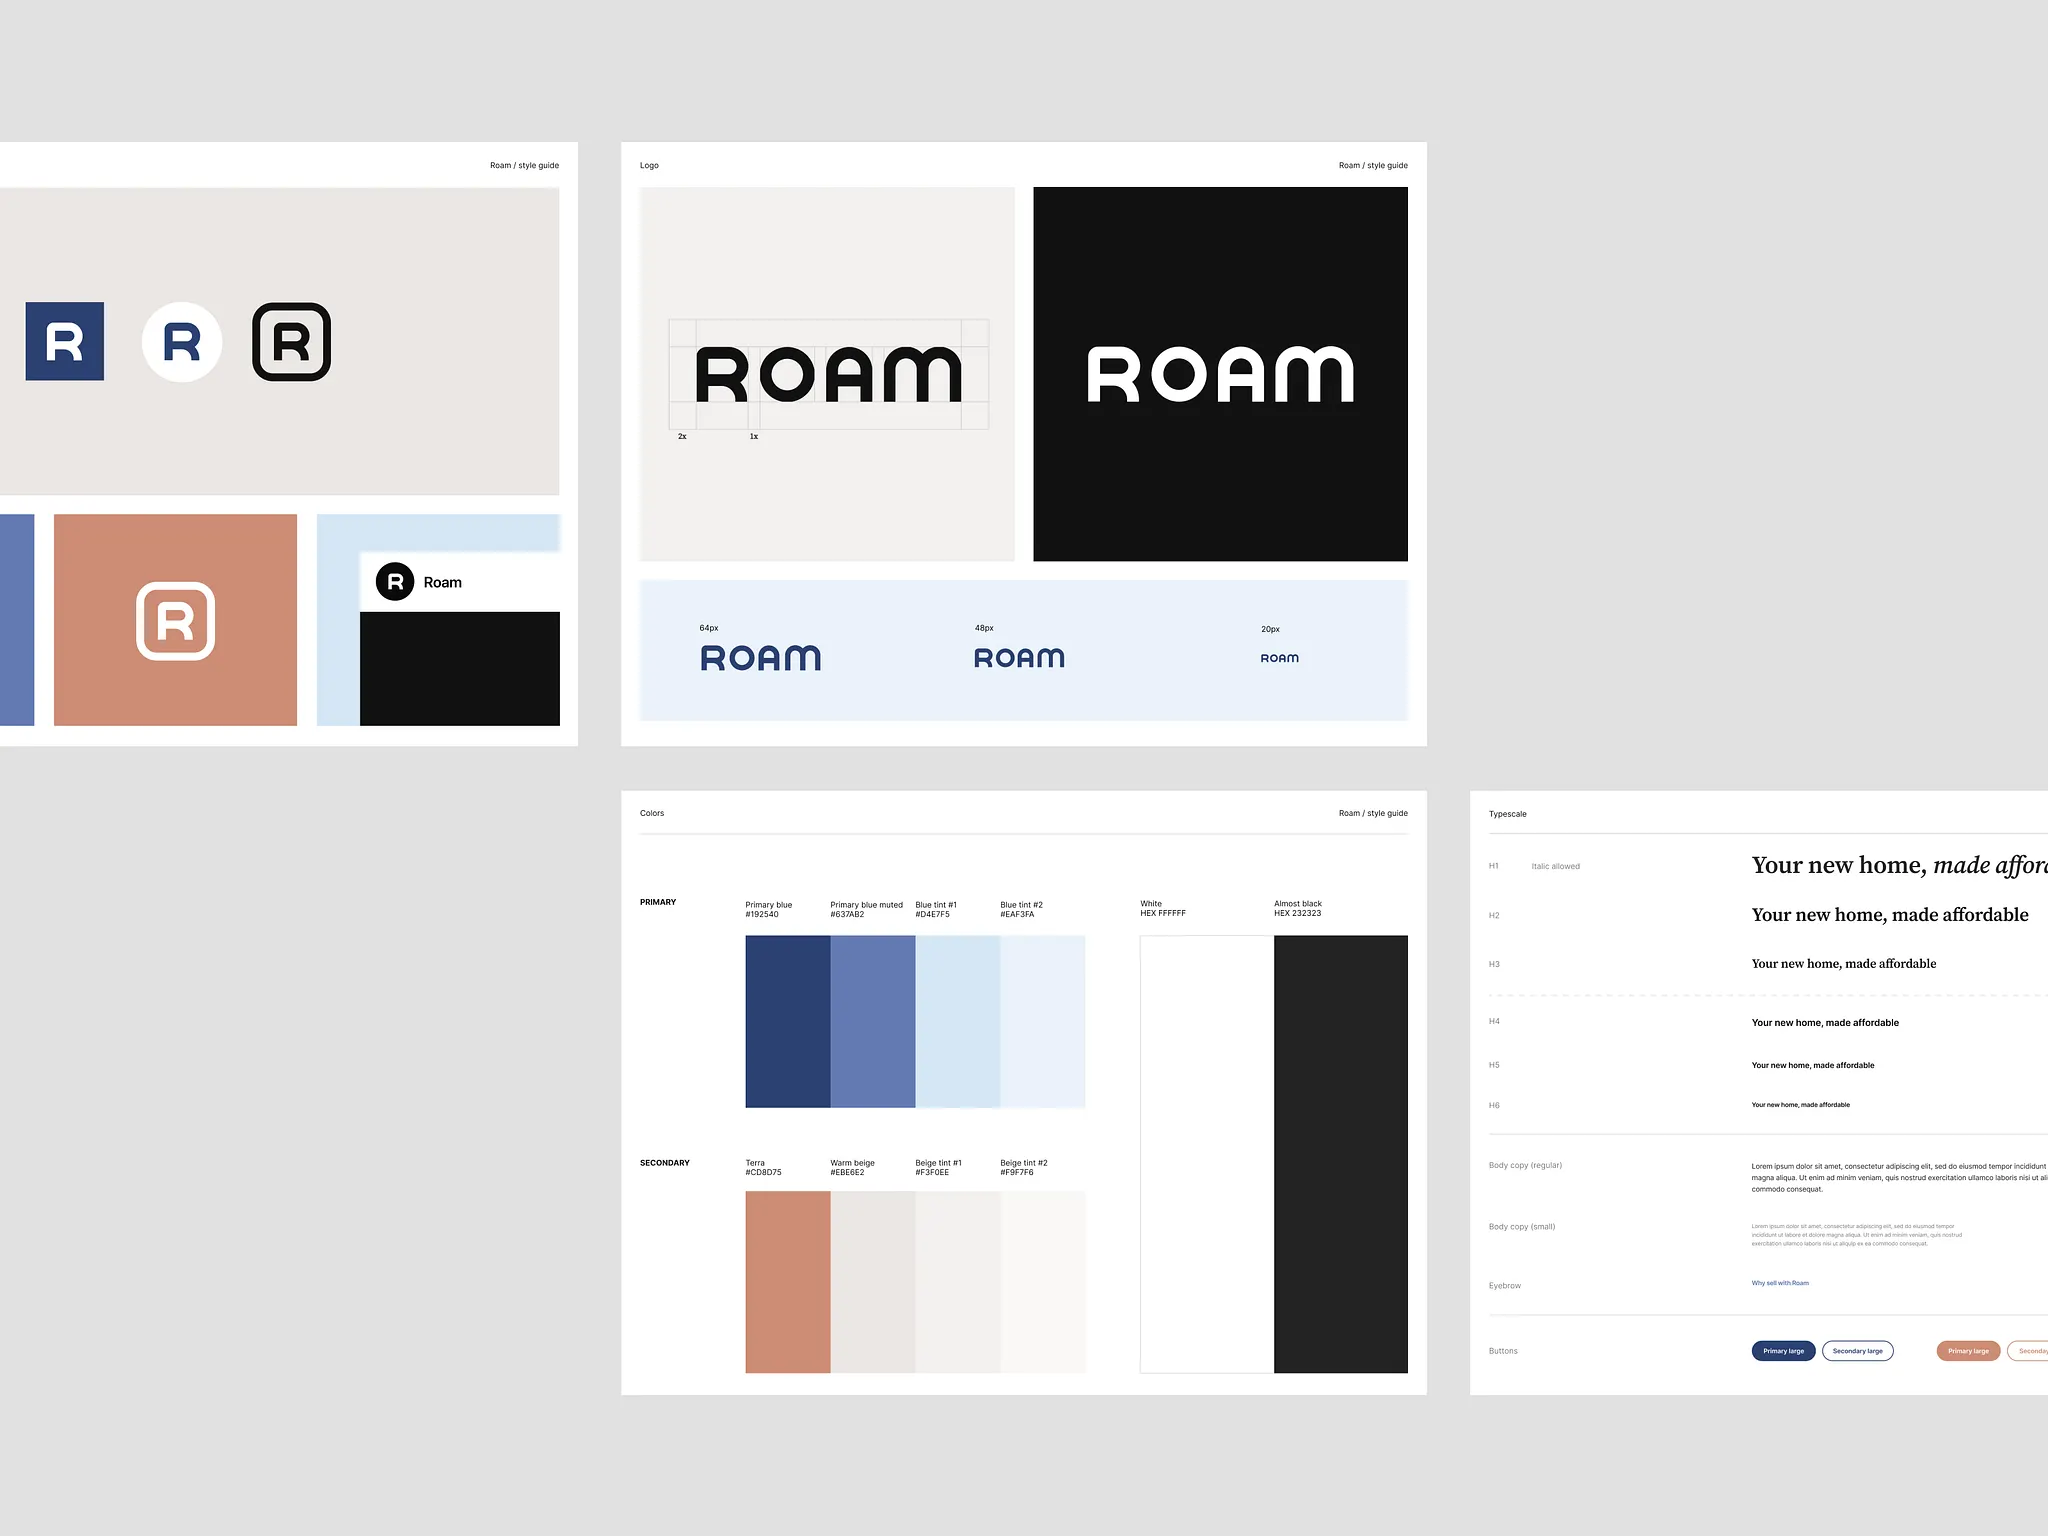 Roam / style guide
R
R
R
R
R
Roam
Logo
Roam / style guide
ROAM
2x
1x
ROAM
64px
48px
20px
ROAM
ROAM
ROAM
Colors
Roam / style guide
PRIMARY
Primary blue
#192540
Primary blue muted
#637AB2
Blue tint #1
#D4E7F5
Blue tint #2
#EAF3FA
White
HEX FFFFFF
Almost black
HEX 232323
SECONDARY
Terra
#CD8D75
Warm beige
#EBE6E2
Beige tint #1
#F3F0EE
Beige tint #2
#F9F7F6
Typescale
H1
Italic allowed
Your new home, made affor
H2
Your new home, made affordable
H3
Your new home, made affordable
H4
Your new home, made affordable
H5
Your new home, made affordable
H6
Your new home, made affordable
Body copy (regular)
Lorem ipsum dolor sit amet, consectetur adipiscing elit, sed do eiusmod tempor incididunt
magna aliqua. Ut enim ad minim veniam, quis nostrud exercitation ullamco laboris nisi ut al
commodo consequat.
Body copy (small)
Lorem ipsum dolor sit amet, consectetur adipiscing elit, sed do eiusmod tempor
incididunt ut labore et dolore magna aliqua. Ut enim ad minim veniam, quis nostrud
exercitation ullamco laboris nisi ut aliquip ex ea commodo consequat.
Eyebrow
Why sell with Roam
Buttons
Primary large
Secondary large
Primary large
Seconda